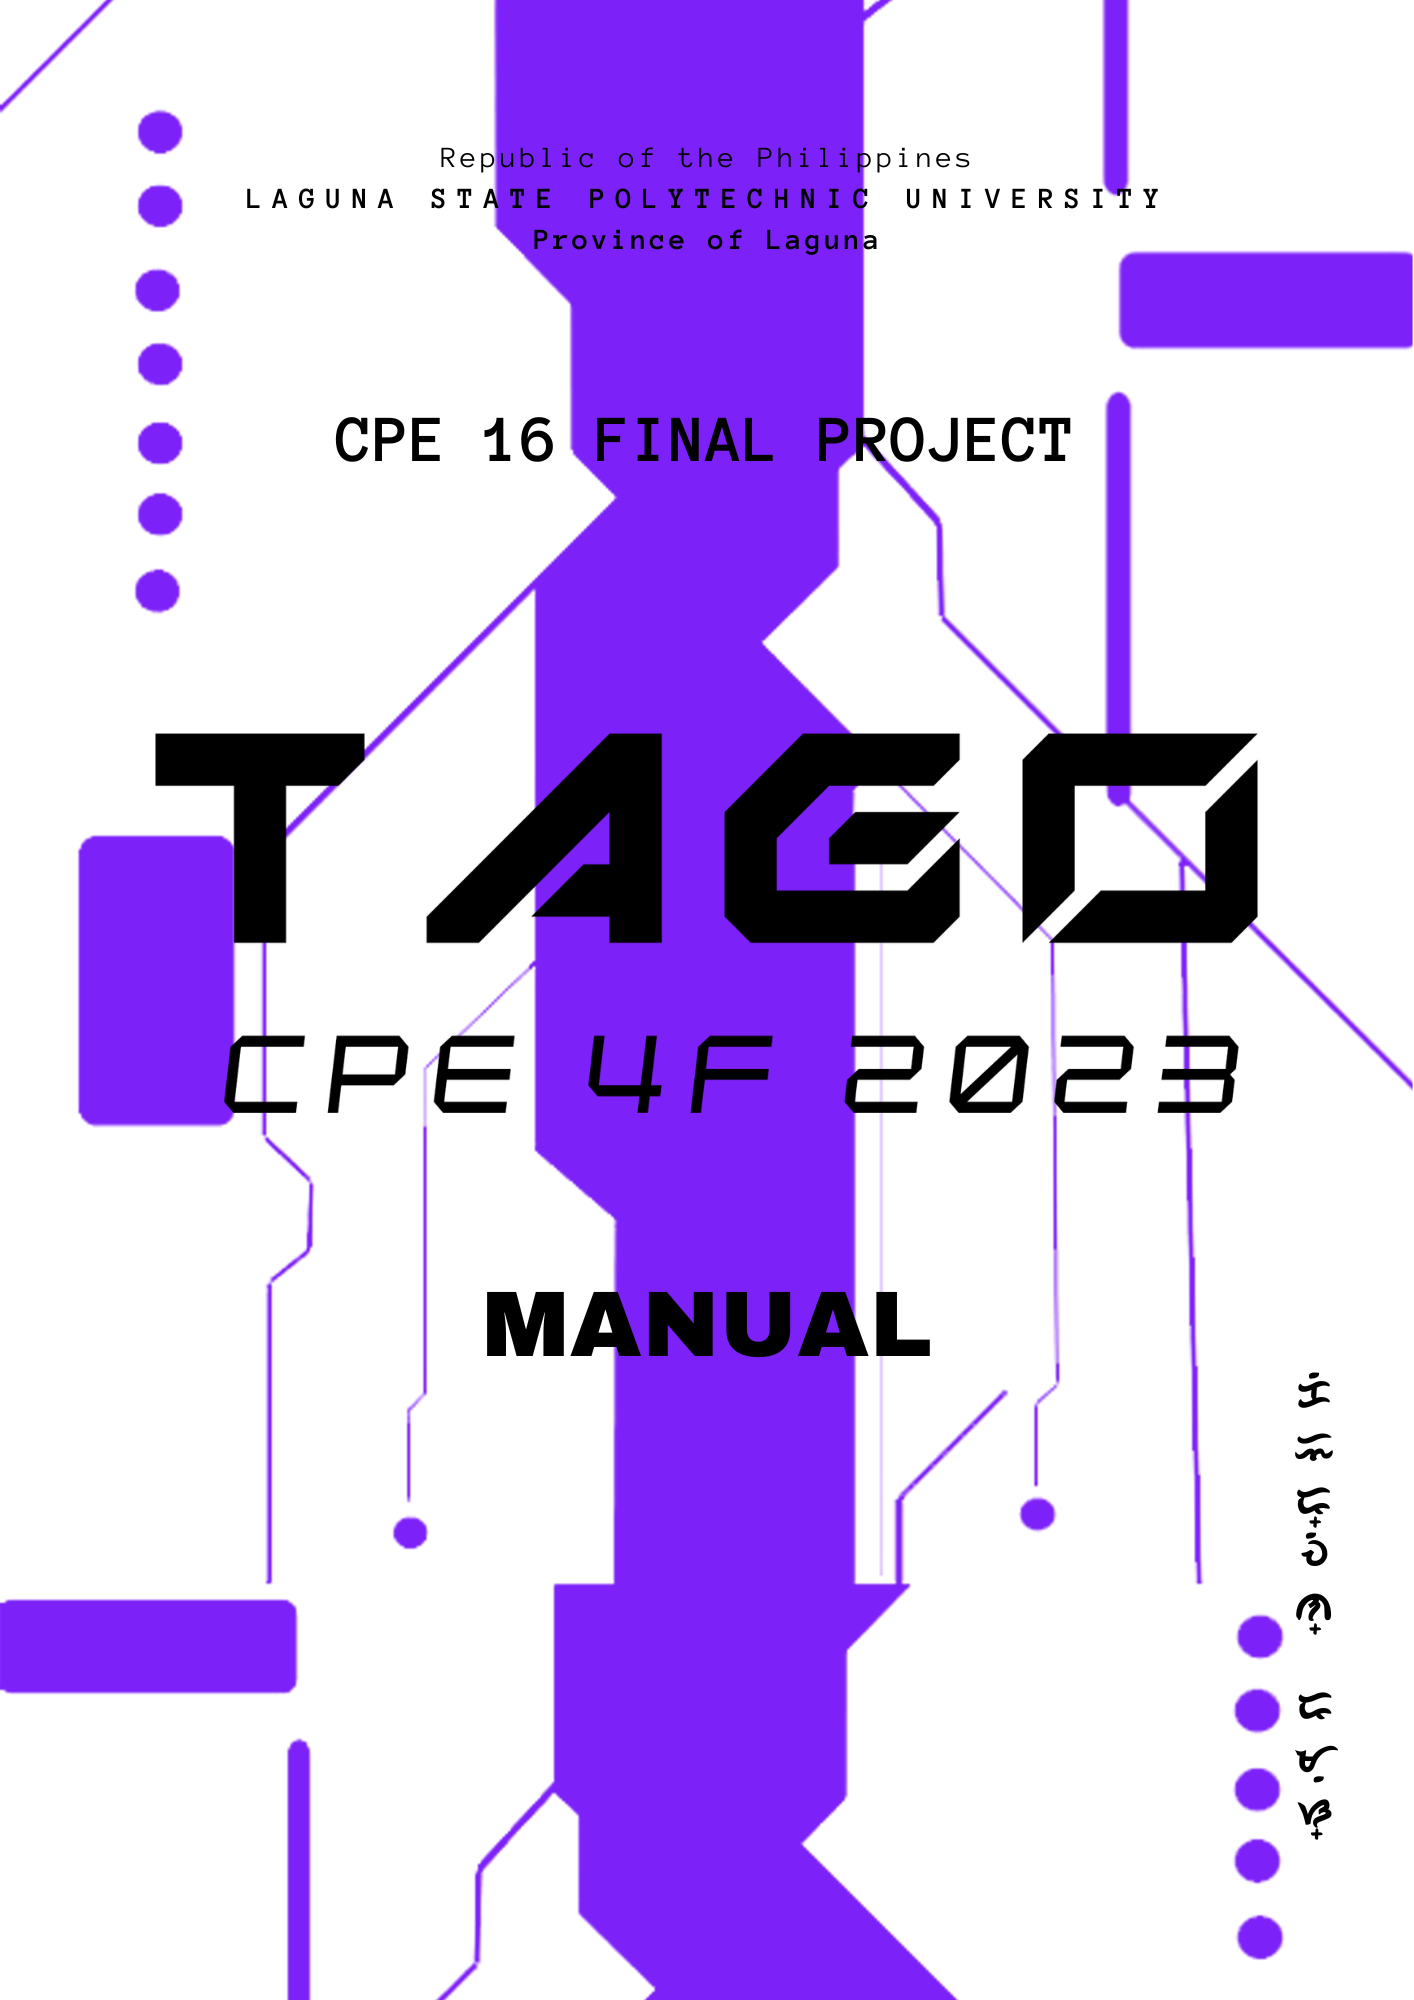 Republic of the Philippines
LAGUNA STATE POLYTECHNIC UNIVERSITY
Province of Laguna
CPE 16 FINAL PROJECT
TAGO
CPE 4F 2023
MANUAL